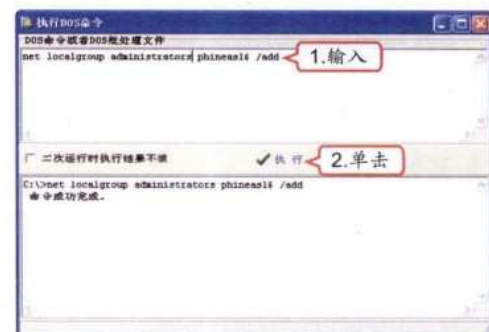 执行DOS命令
DOS命令或者DOS批处理文件
net localgroup administrators phineas1& /add
1.输入
二次运行时执行结果不清
执行
2.单击
C:\>net localgroup administrators phineas1& /add
命令成功完成。